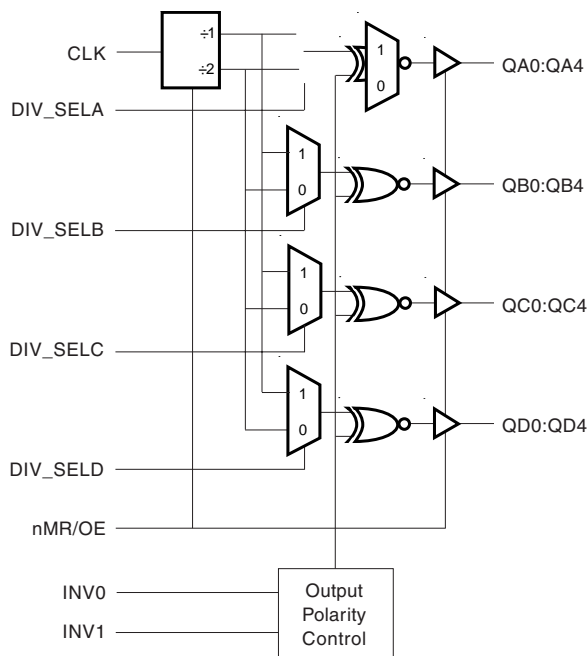 CLK
÷1
÷2
1
0
QA0:QA4
DIV_SELA
1
0
QB0:QB4
DIV_SELB
1
0
QC0:QC4
DIV_SELC
1
0
QD0:QD4
DIV_SELD
nMR/OE
INV0
INV1
Output
Polarity
Control